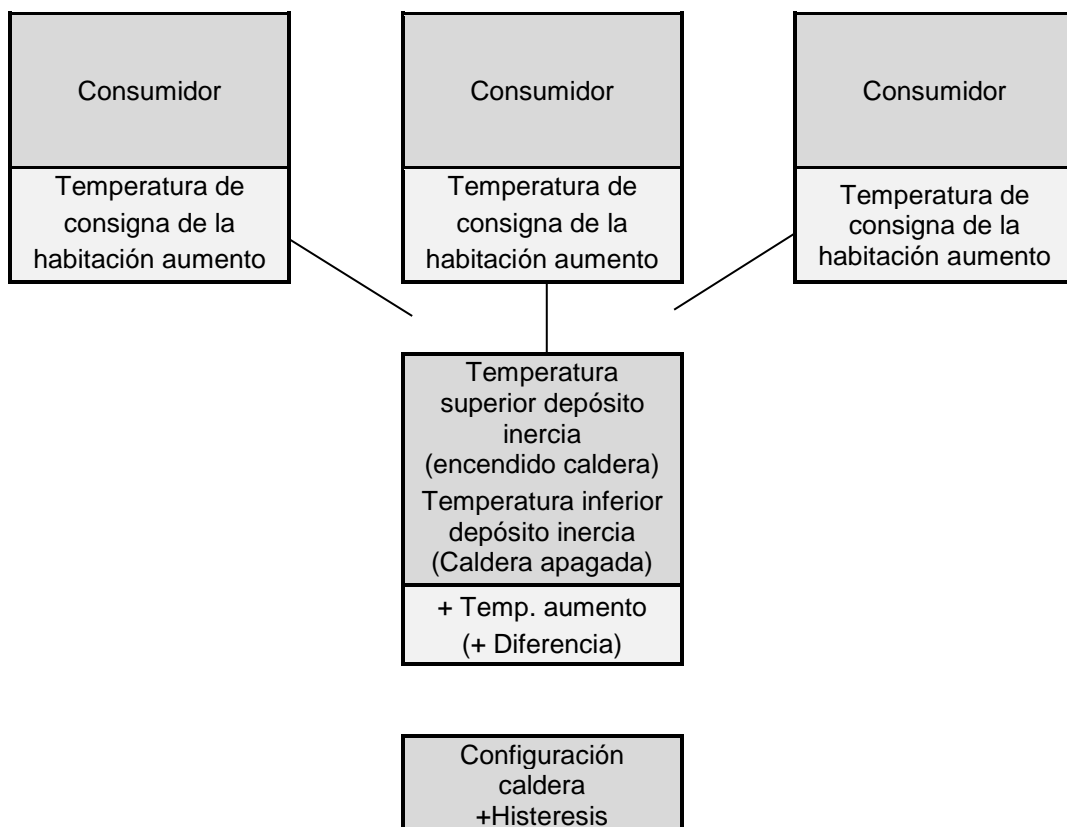 Consumidor
Temperatura de
consigna de la
habitación aumento
Consumidor
Temperatura de
consigna de la
habitación aumento
Consumidor
Temperatura de
consigna de la
habitación aumento
Temperatura
superior depósito
inercia
(encendido caldera)
Temperatura inferior
depósito inercia
(Caldera apagada)
+ Temp. aumento
(+ Diferencia)
Configuración
caldera
+Histeresis